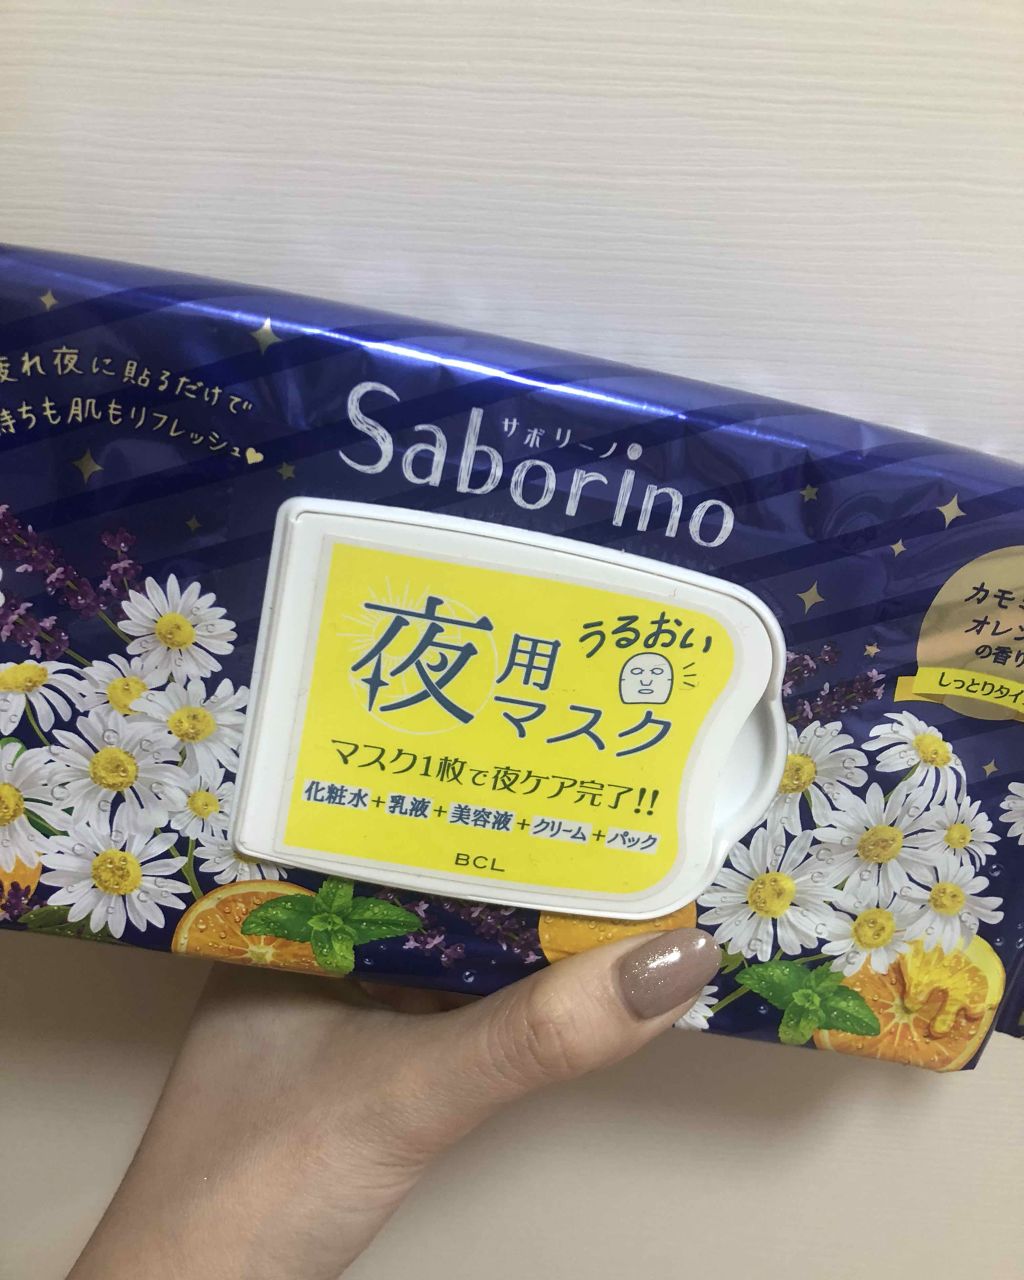 れ夜に貼るだけで
持ちも肌もリフレッシュ♥
サボリーノ
Saborino
夜用マスク
うるおい
マスク1枚で夜ケア完了!!
化粧水+乳液+美容液+クリーム+パック
BCL
カモ
オレン
の香り
しっとりタイ